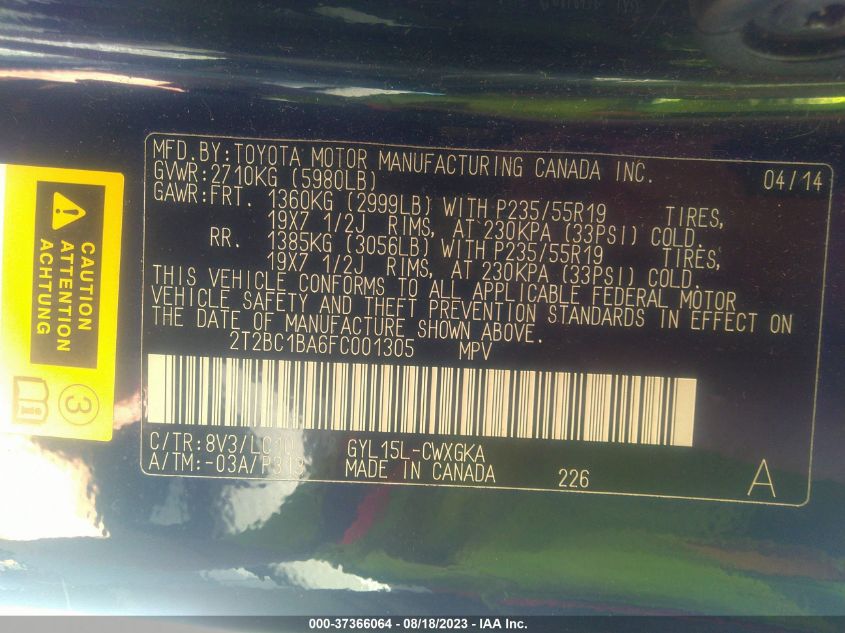 MFD.BY:TOYOTA MOTOR MANUFACTURING CANADA INC. 04/14
GVWR:2710KG (5980LB)
GAWR:FRT. 1360KG (2999LB) WITH P235/55R19 TIRES,
19X7 1/2J RIMS, AT 230KPA (33PSI) COLD.
RR. 1385KG (3056LB) WITH P235/55R19 TIRES,
19X7 1/2J RIMS, AT 230KPA (33PSI) COLD.
THIS VEHICLE CONFORMS TO ALL APPLICABLE FEDERAL MOTOR
VEHICLE SAFETY AND THEFT PREVENTION STANDARDS IN EFFECT ON
THE DATE OF MANUFACTURE SHOWN ABOVE.
2T2BC1BA6FC001305 MPV
C/TR:8V3/LC10 GYL15L-CWXGKA
A/TM:-03A/P313 MADE IN CANADA 226 A
CAUTION
ATTENTION
ACHTUNG
i
3
000-37366064 - 08/18/2023 - IAA Inc.